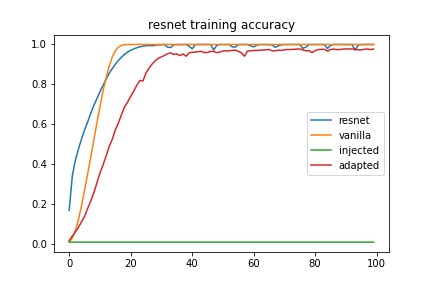 resnet training accuracy
1.0
0.8
0.6
0.4
0.2
0.0
resnet
vanilla
injected
adapted
0 20 40 60 80 100